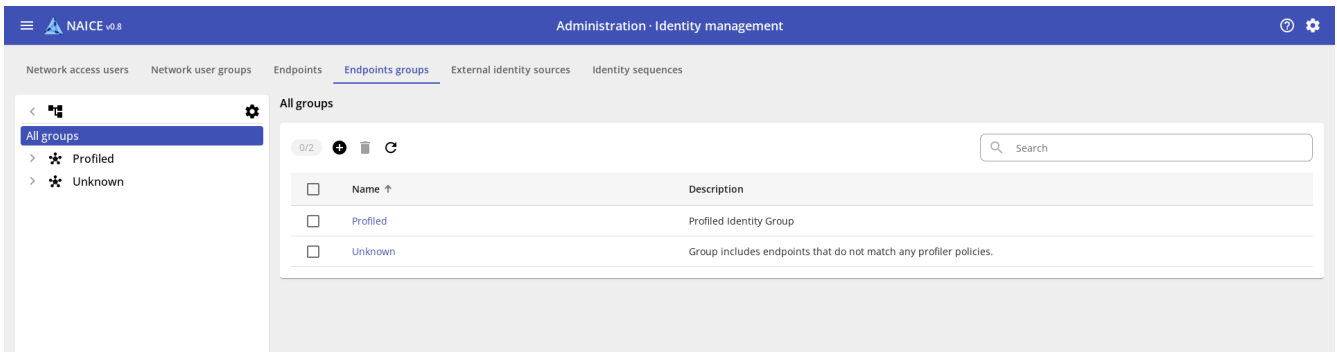 NAICE v0.8
Administration · Identity management
Network access users Network user groups Endpoints Endpoints groups External identity sources Identity sequences
All groups
Profiled
Unknown
All groups
0/2
Search
Name ↑ Description
Profiled Profiled Identity Group
Unknown Group includes endpoints that do not match any profiler policies.